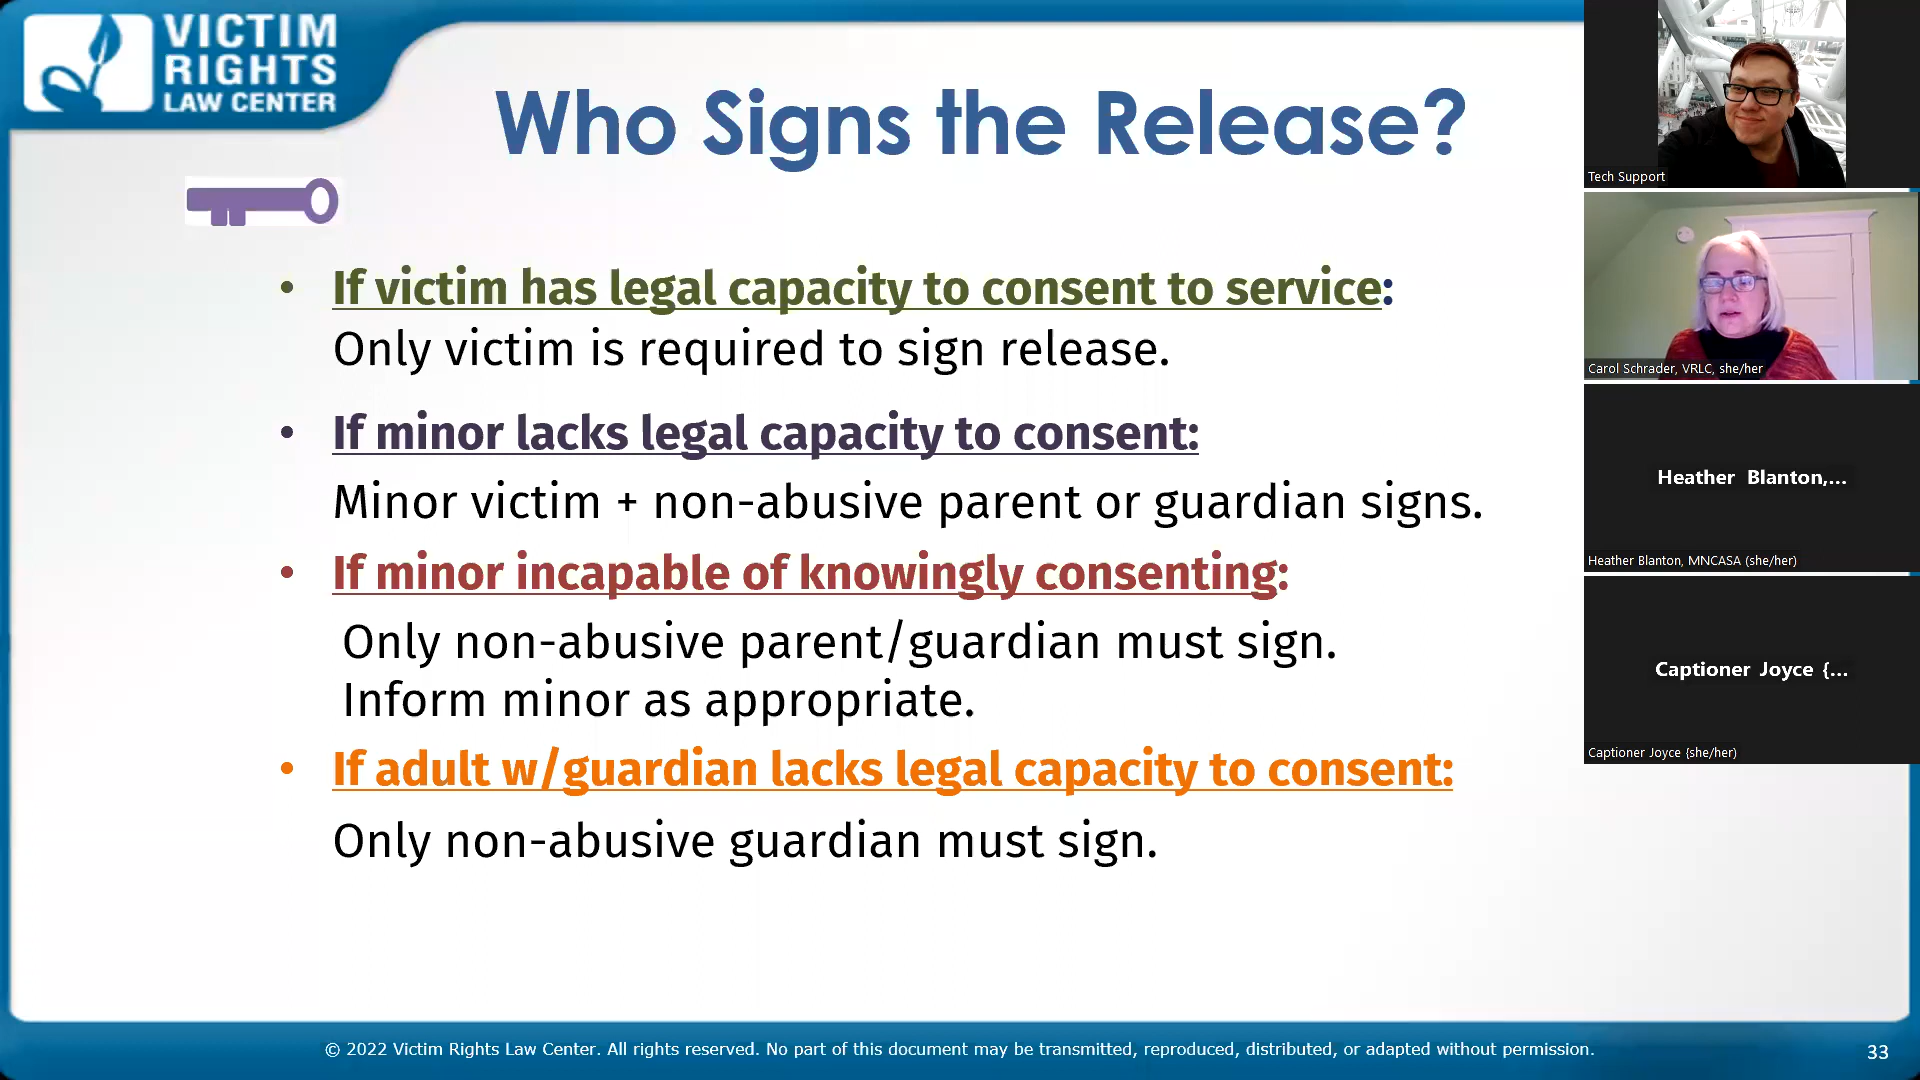 VICTIM
RIGHTS
LAW CENTER
Who Signs the Release?
• If victim has legal capacity to consent to service:
Only victim is required to sign release.
• If minor lacks legal capacity to consent:
Minor victim + non-abusive parent or guardian signs.
• If minor incapable of knowingly consenting:
Only non-abusive parent/guardian must sign.
Inform minor as appropriate.
• If adult w/guardian lacks legal capacity to consent:
Only non-abusive guardian must sign.
© 2022 Victim Rights Law Center. All rights reserved. No part of this document may be transmitted, reproduced, distributed, or adapted without permission.
33
Tech Support
Carol Schrader, VRLC, she/her
Heather Blanton,...
Heather Blanton, MNCASA (she/her)
Captioner Joyce {...
Captioner Joyce {she/her)